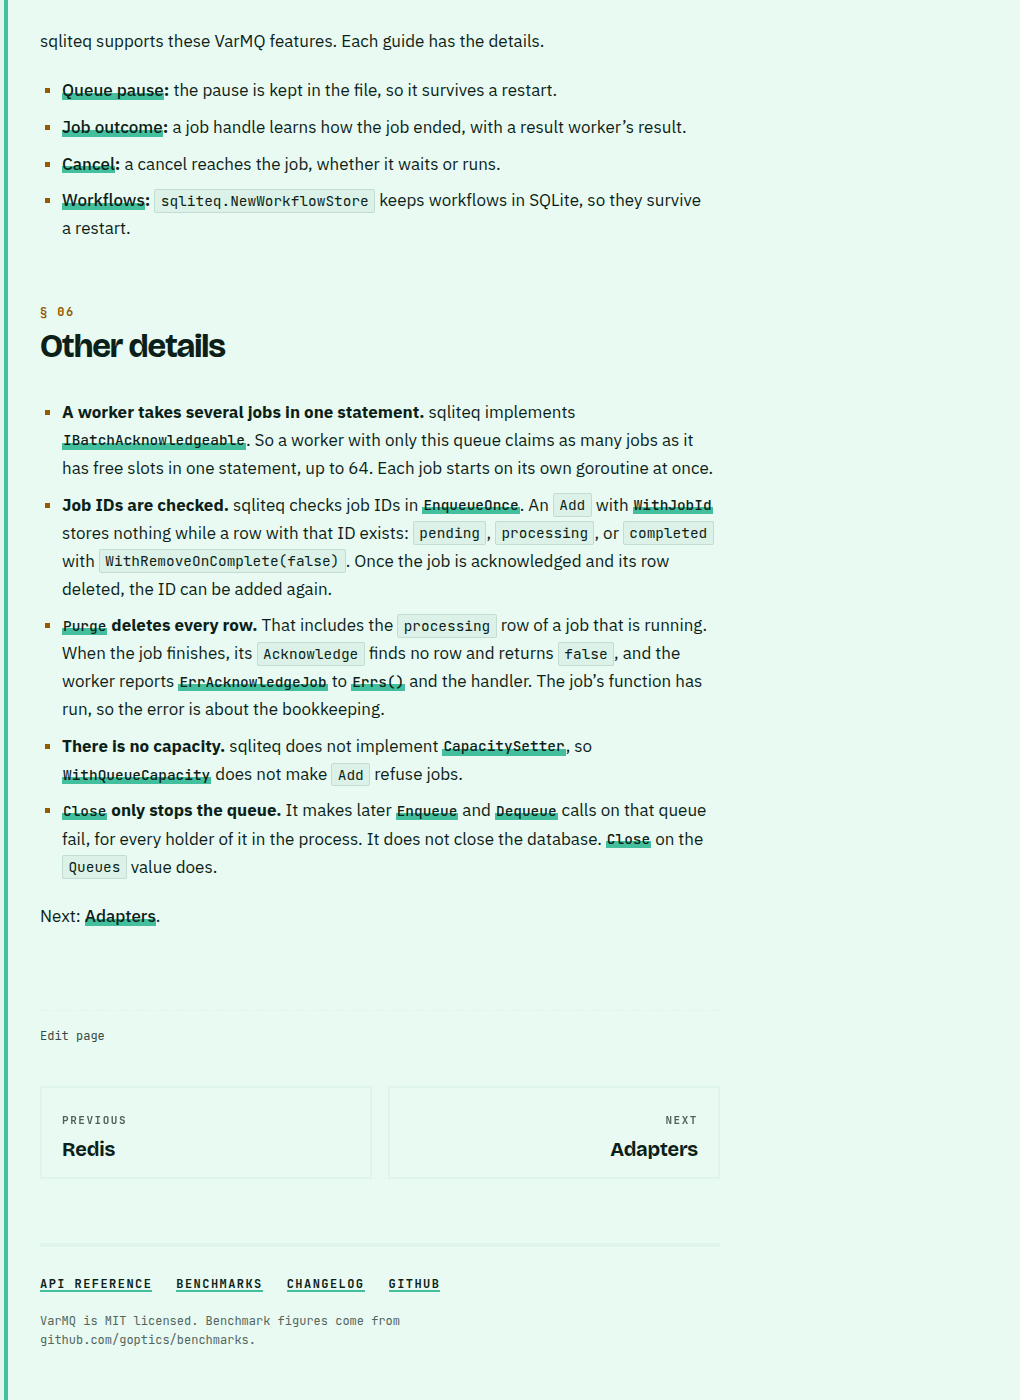 sqliteq supports these VarMQ features. Each guide has the details.
Queue pause: the pause is kept in the file, so it survives a restart.
Job outcome: a job handle learns how the job ended, with a result worker’s result.
Cancel: a cancel reaches the job, whether it waits or runs.
Workflows: sqliteq.NewWorkflowStore keeps workflows in SQLite, so they survive
a restart.
§ 06
Other details
A worker takes several jobs in one statement. sqliteq implements
IBatchAcknowledgeable. So a worker with only this queue claims as many jobs as it
has free slots in one statement, up to 64. Each job starts on its own goroutine at once.
Job IDs are checked. sqliteq checks job IDs in EnqueueOnce. An Add with WithJobId
stores nothing while a row with that ID exists: pending, processing, or completed
with WithRemoveOnComplete(false). Once the job is acknowledged and its row
deleted, the ID can be added again.
Purge deletes every row. That includes the processing row of a job that is running.
When the job finishes, its Acknowledge finds no row and returns false, and the
worker reports ErrAcknowledgeJob to Errs() and the handler. The job’s function has
run, so the error is about the bookkeeping.
There is no capacity. sqliteq does not implement CapacitySetter, so
WithQueueCapacity does not make Add refuse jobs.
Close only stops the queue. It makes later Enqueue and Dequeue calls on that queue
fail, for every holder of it in the process. It does not close the database. Close on the
Queues value does.
Next: Adapters.
Edit page
PREVIOUS
Redis
NEXT
Adapters
API REFERENCE BENCHMARKS CHANGELOG GITHUB
VarMQ is MIT licensed. Benchmark figures come from
github.com/goptics/benchmarks.